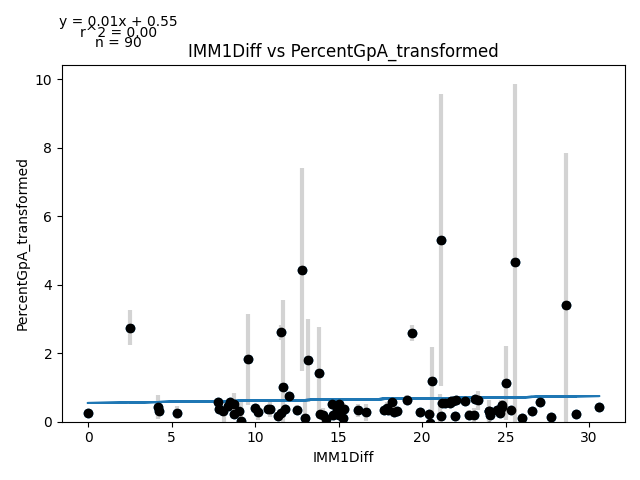 y = 0.01x + 0.55
r^2 = 0.00
n = 90
IMM1Diff vs PercentGpA_transformed
10
8
6
4
2
0
PercentGpA_transformed
0 5 10 15 20 25 30
IMM1Diff